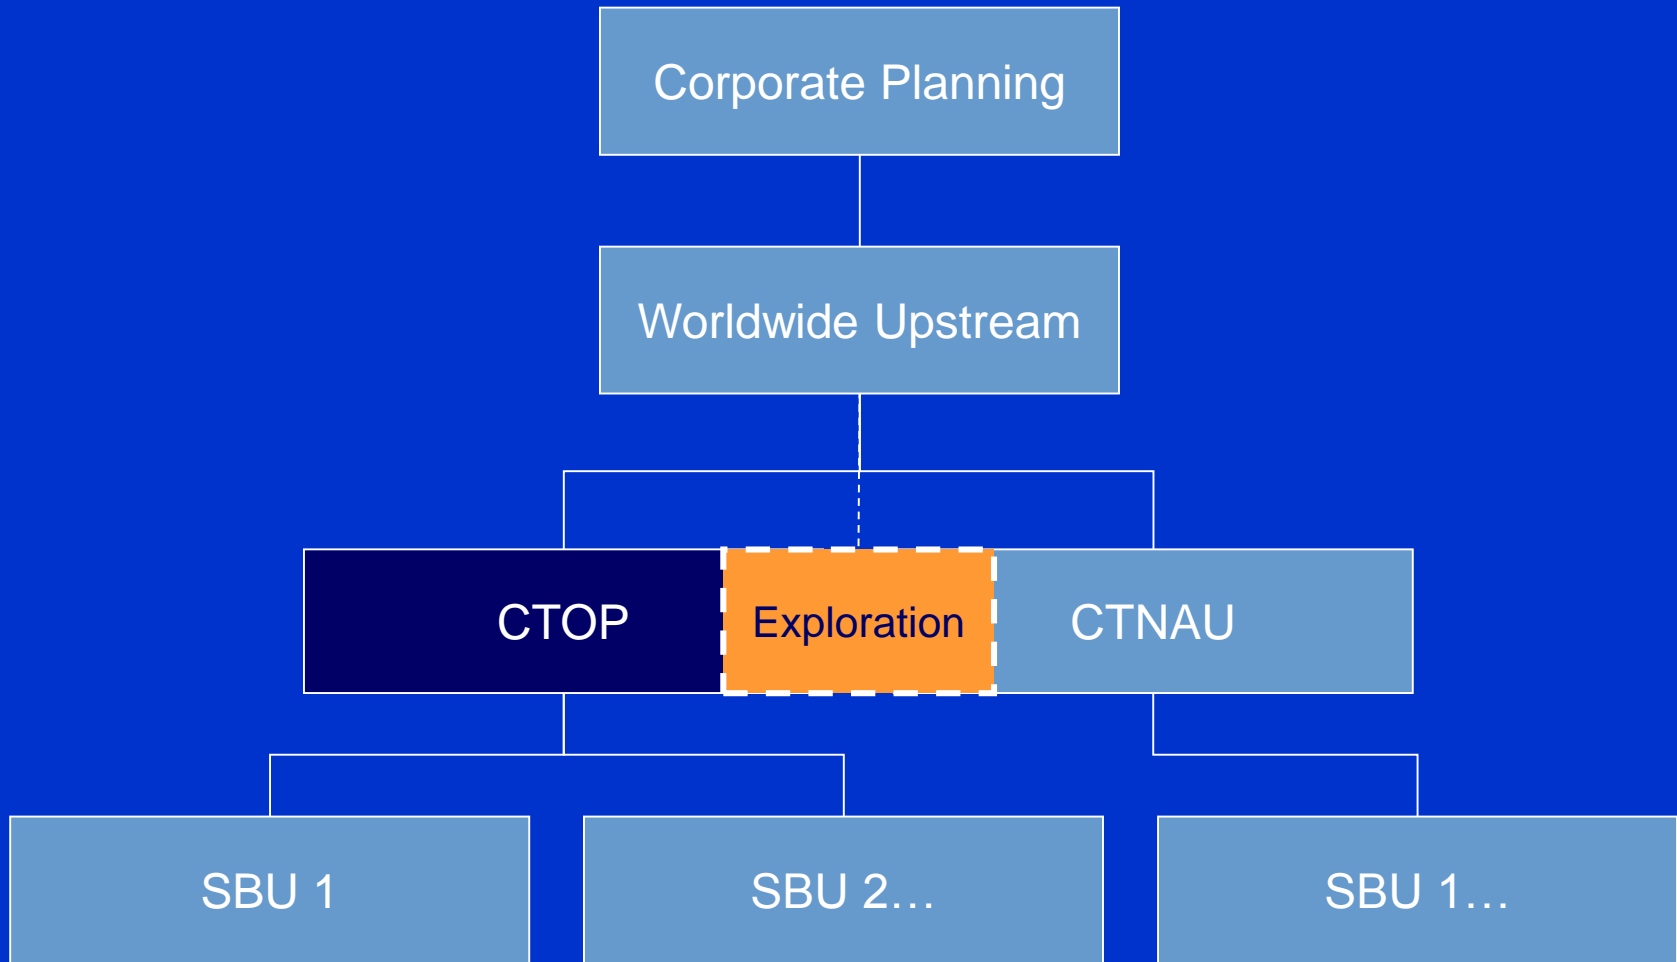 Corporate Planning
Worldwide Upstream
CTOP
Exploration
CTNAU
SBU 1
SBU 2…
SBU 1…